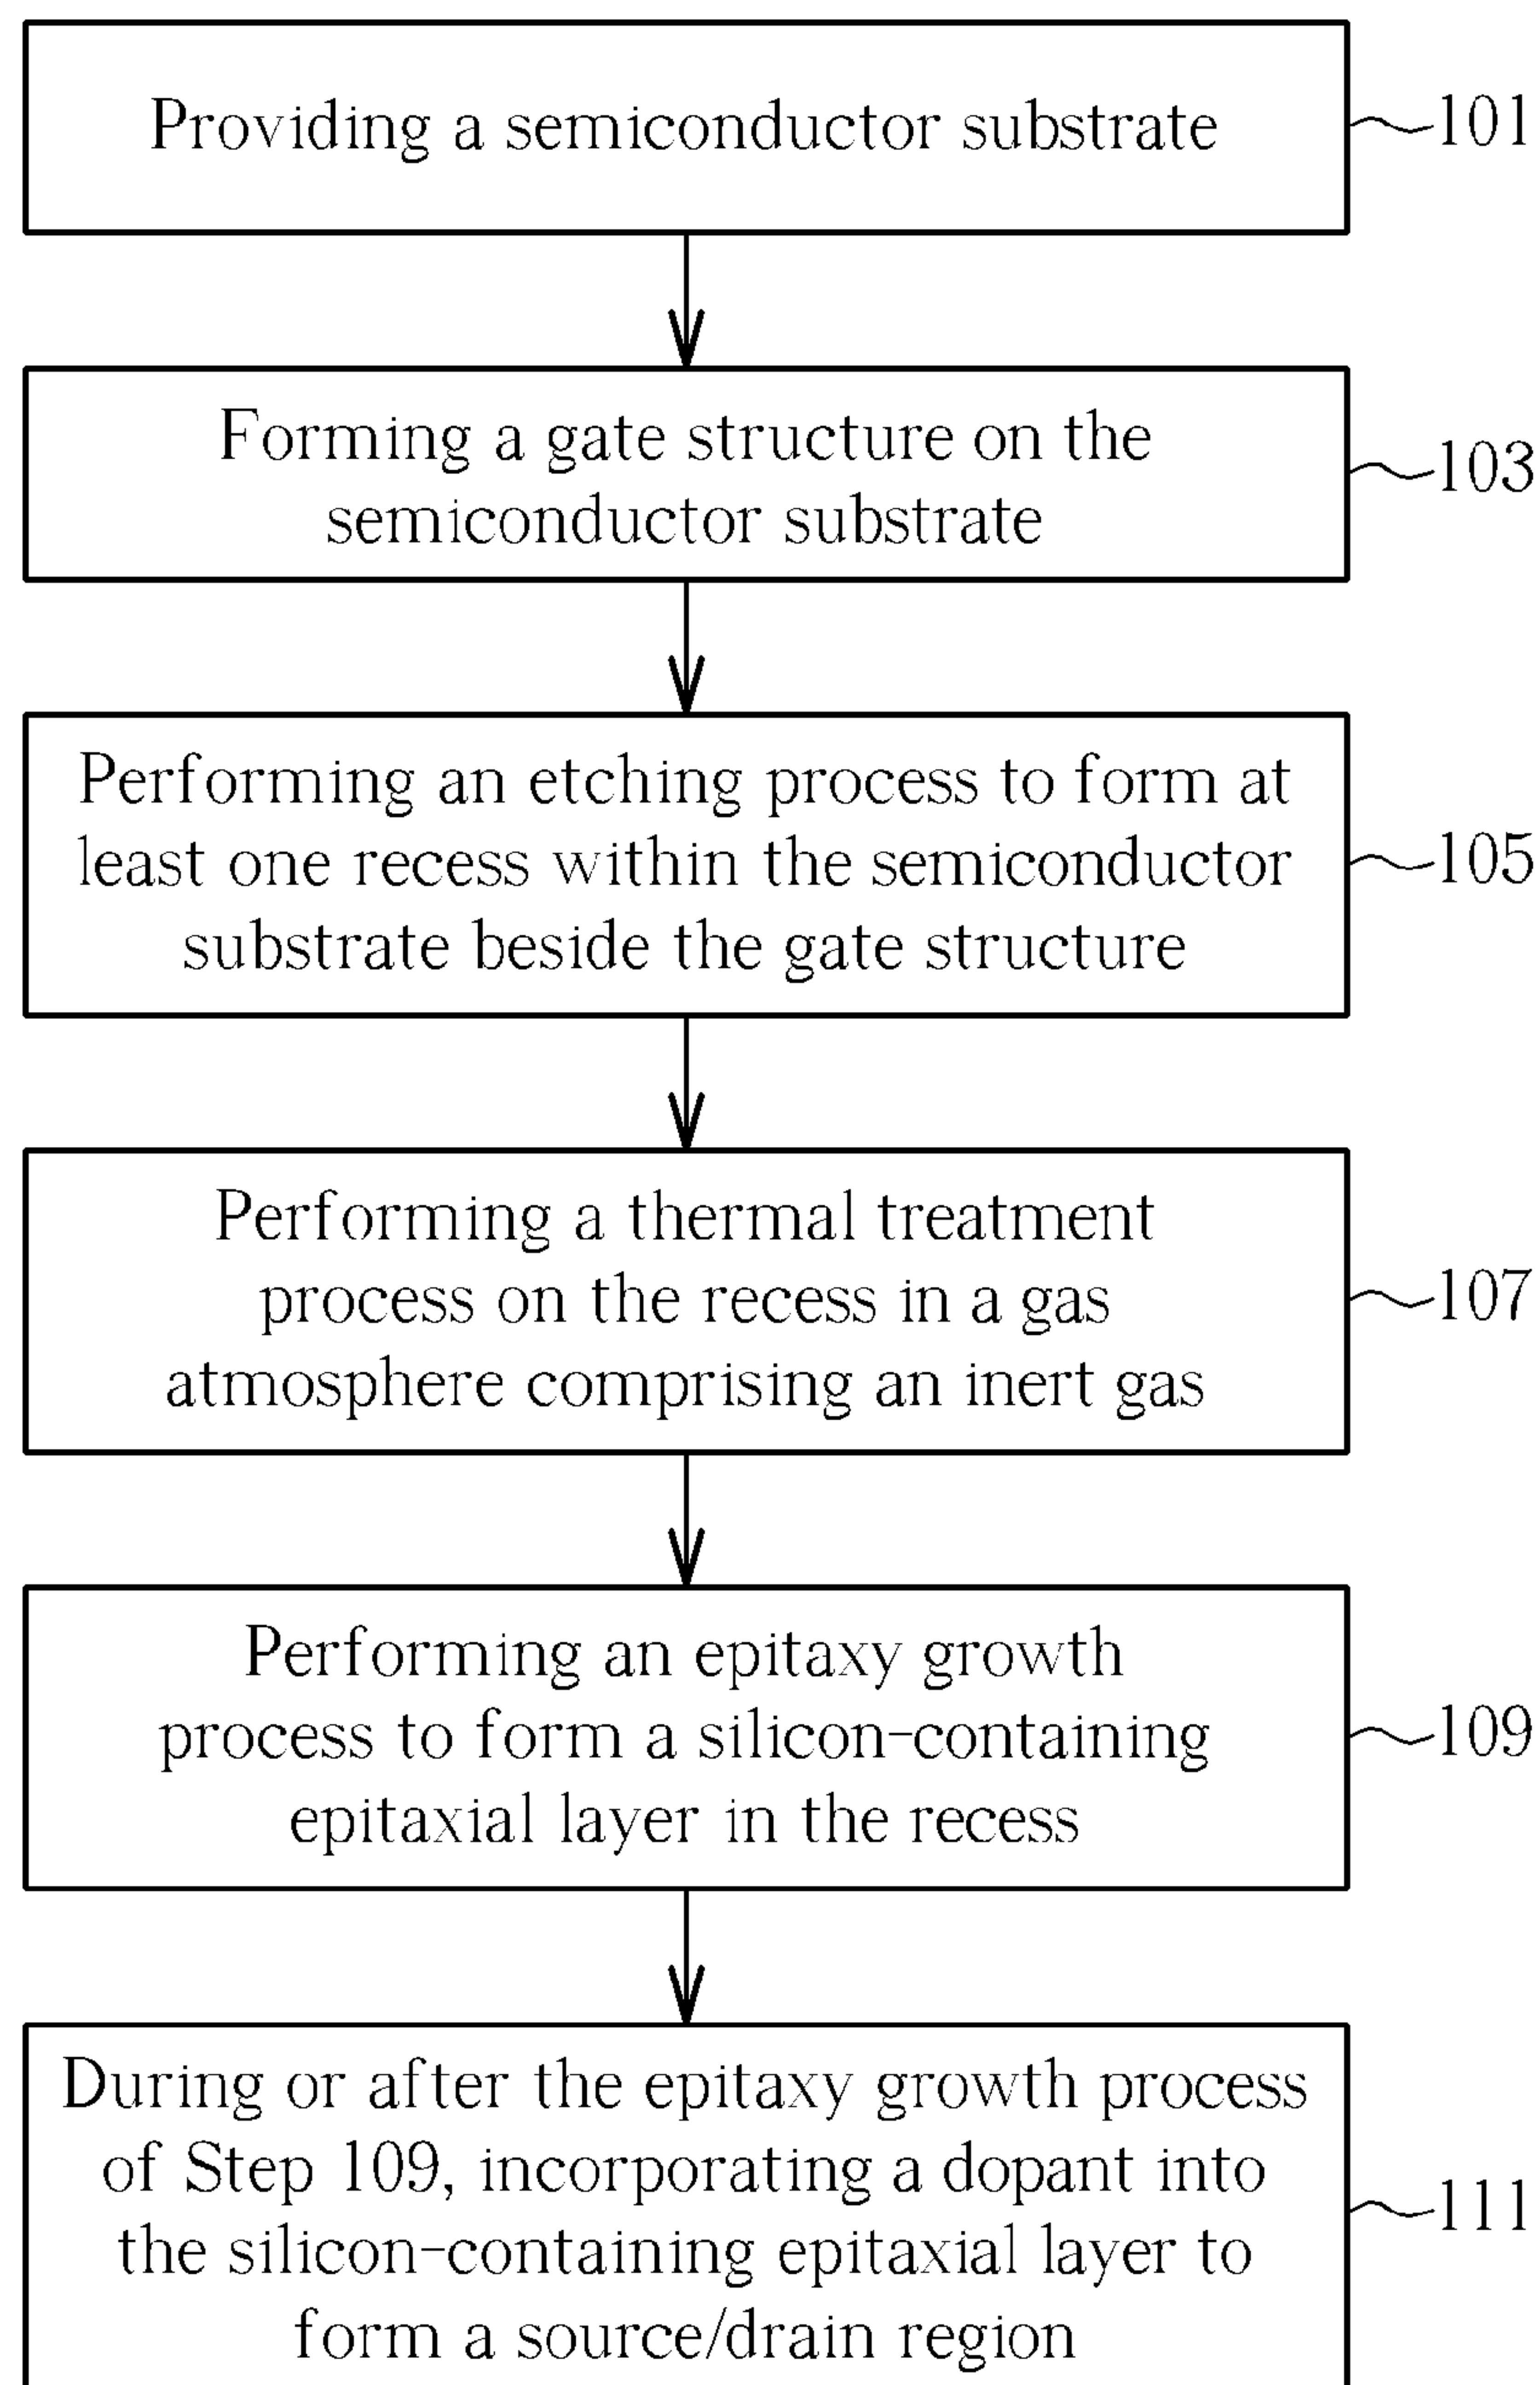 Providing a semiconductor substrate
101
Forming a gate structure on the
semiconductor substrate
103
Performing an etching process to form at
least one recess within the semiconductor
substrate beside the gate structure
105
Performing a thermal treatment
process on the recess in a gas
atmosphere comprising an inert gas
107
Performing an epitaxy growth
process to form a silicon-containing
epitaxial layer in the recess
109
During or after the epitaxy growth process
of Step 109, incorporating a dopant into
the silicon-containing epitaxial layer to
form a source/drain region
111